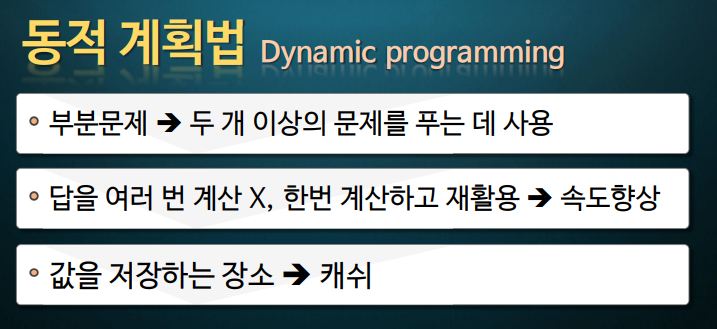 동적 계획법 Dynamic programming
• 부분문제 ➔ 두 개 이상의 문제를 푸는 데 사용
• 답을 여러 번 계산 X, 한번 계산하고 재활용 ➔ 속도향상
• 값을 저장하는 장소 ➔ 캐쉬